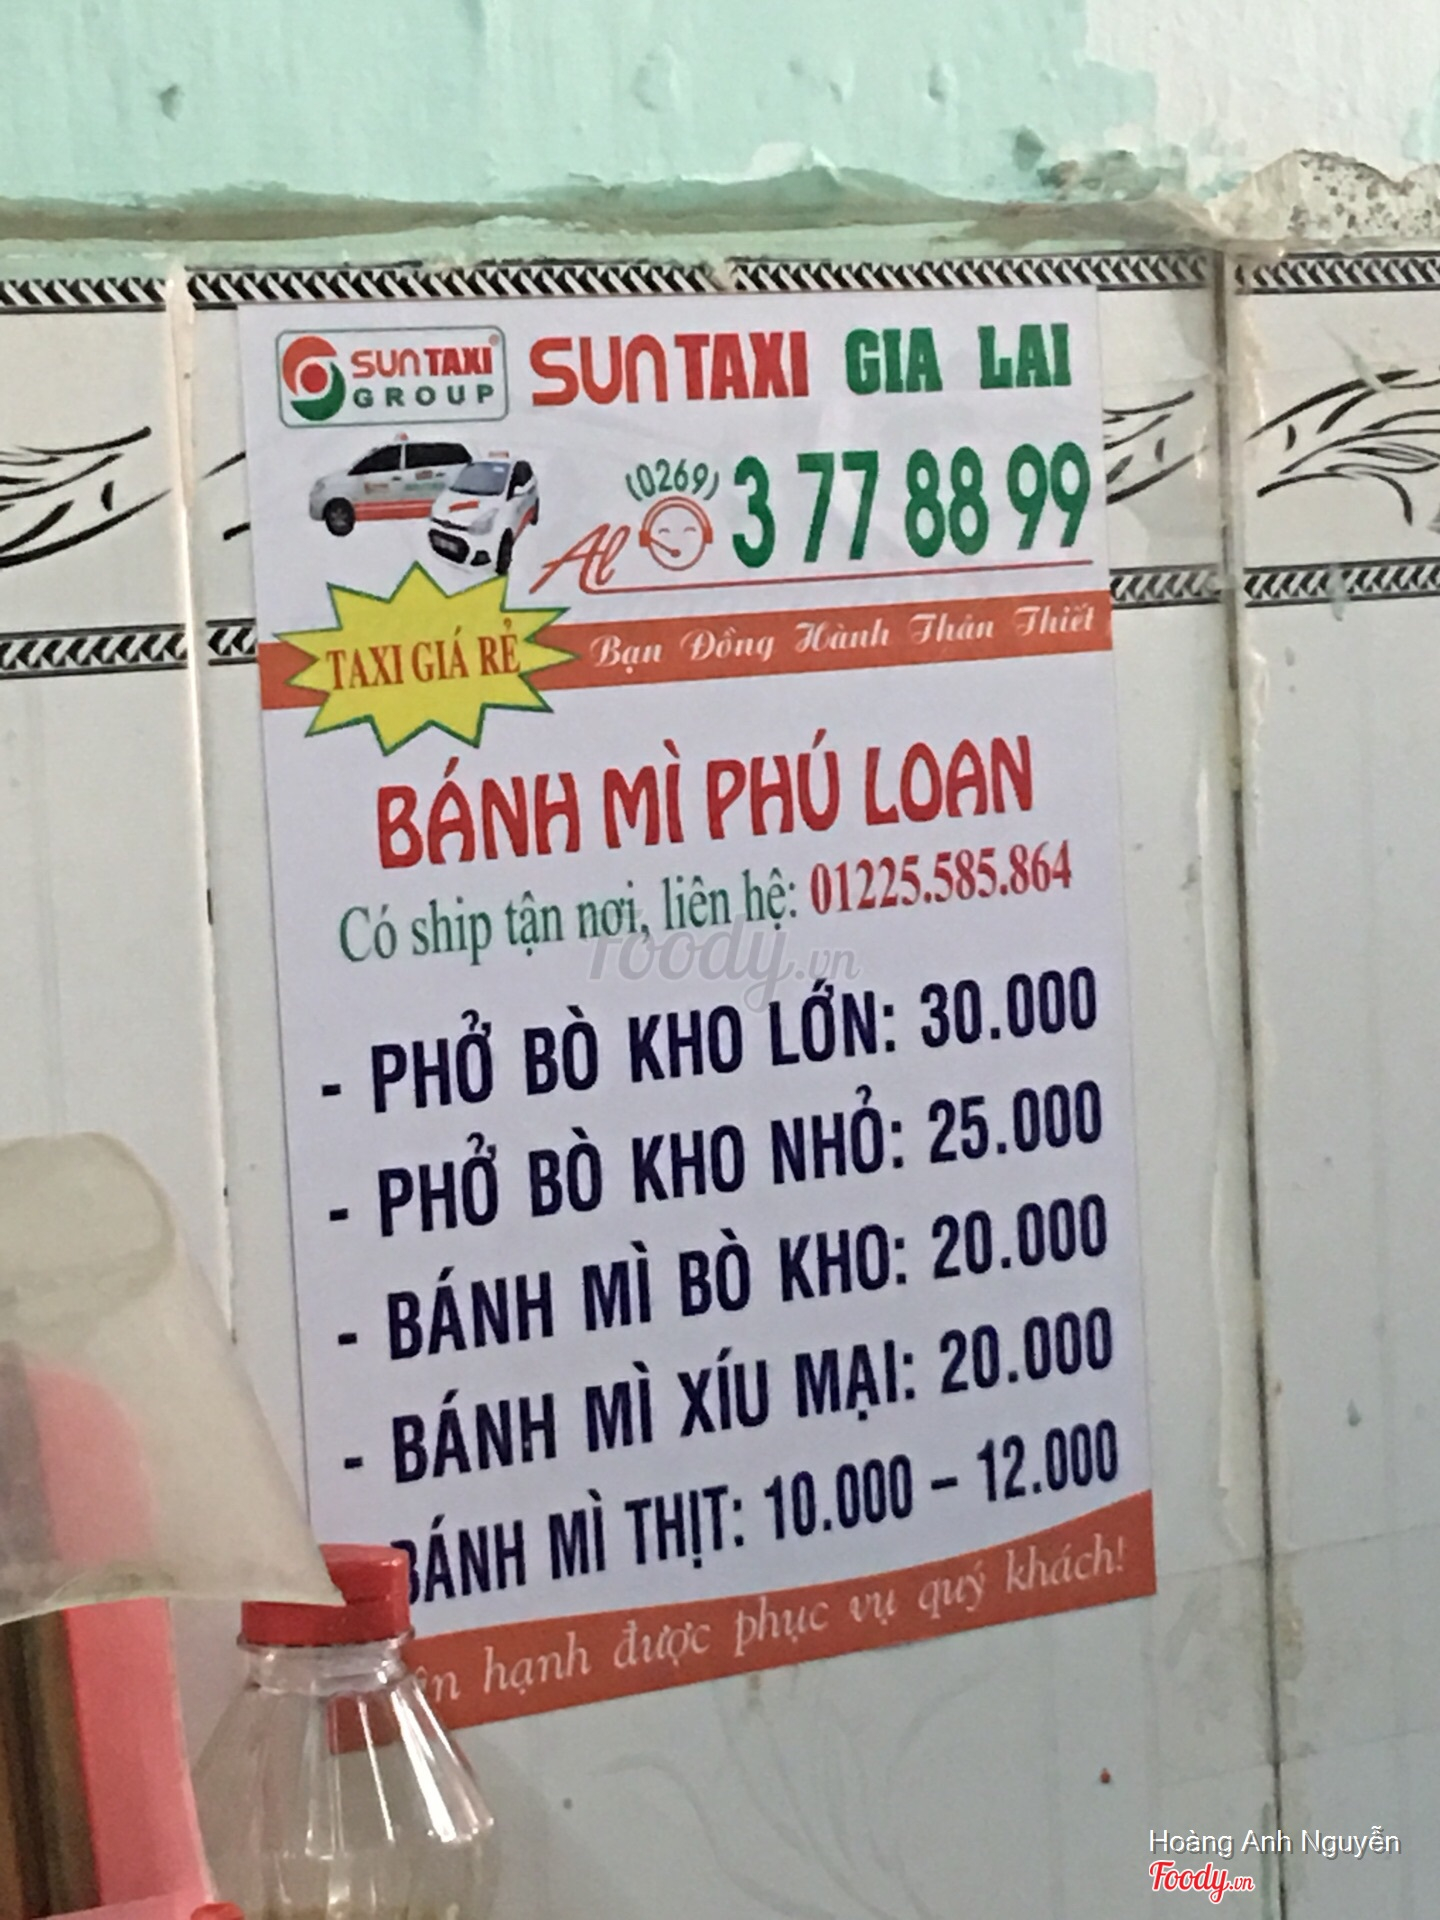 SUN TAXI
GROUP
SUN TAXI GIA LAI
(0269)
Al 3 77 88 99
TAXI GIÁ RẺ
Bạn Đồng Hành Thân Thiết
BÁNH MÌ PHÚ LOAN
Có ship tận nơi, liên hệ: 01225.585.864
- PHỞ BÒ KHO LỚN: 30.000
- PHỞ BÒ KHO NHỎ: 25.000
- BÁNH MÌ BÒ KHO: 20.000
- BÁNH MÌ XÍU MẠI: 20.000
BÁNH MÌ THỊT: 10.000 – 12.000
hạnh được phục vụ quý khách!
foody.vn
Hoàng Anh Nguyễn
Foody.vn